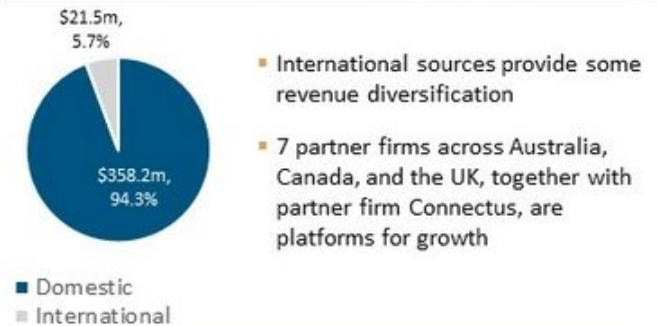 $21.5m,
5.7%
$358.2m,
94.3%
Domestic
International
International sources provide some
revenue diversification
7 partner firms across Australia,
Canada, and the UK, together with
partner firm Connectus, are
platforms for growth